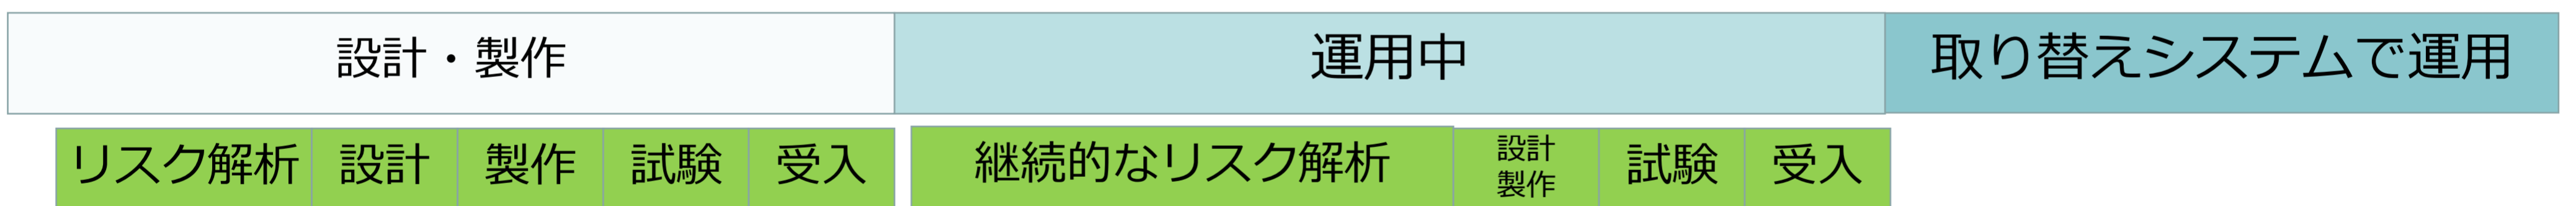 設計・製作
運用中
取り替えシステムで運用
リスク解析
設計
製作
試験
受入
継続的なリスク解析
設計
製作
試験
受入